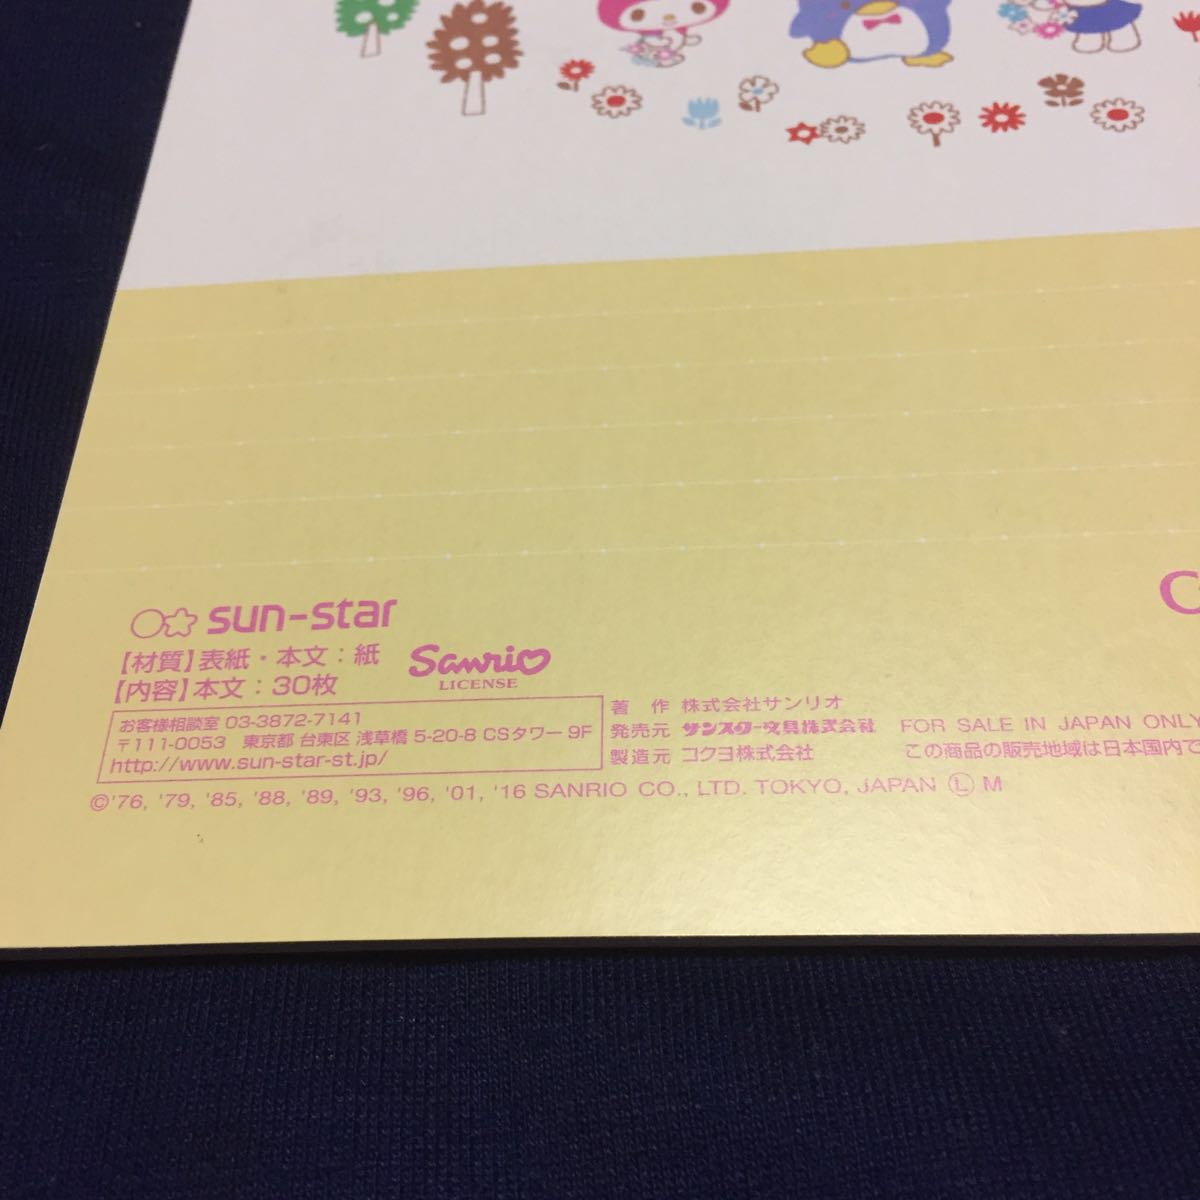 sun-star
【材質】表紙・本文：紙
【内容】本文：30枚
Sanrio
LICENSE
お客様相談室 03-3872-7141
〒111-0053 東京都 台東区 浅草橋 5-20-8 CSタワー 9F
http://www.sun-star-st.jp/
著 作 株式会社サンリオ
発売元 サンスター文具株式会社
製造元 コクヨ株式会社
FOR SALE IN JAPAN ONLY
この商品の販売地域は日本国内で
©'76, '79, '85, '88, '89, '93, '96, '01, '16 SANRIO CO., LTD. TOKYO, JAPAN Ⓛ M